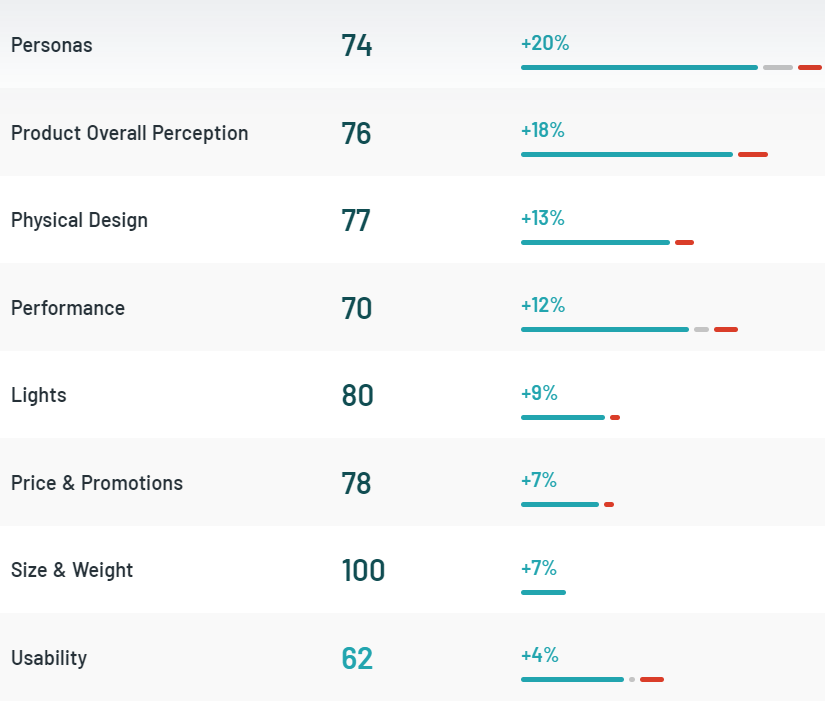 Personas 74 +20%
Product Overall Perception 76 +18%
Physical Design 77 +13%
Performance 70 +12%
Lights 80 +9%
Price & Promotions 78 +7%
Size & Weight 100 +7%
Usability 62 +4%